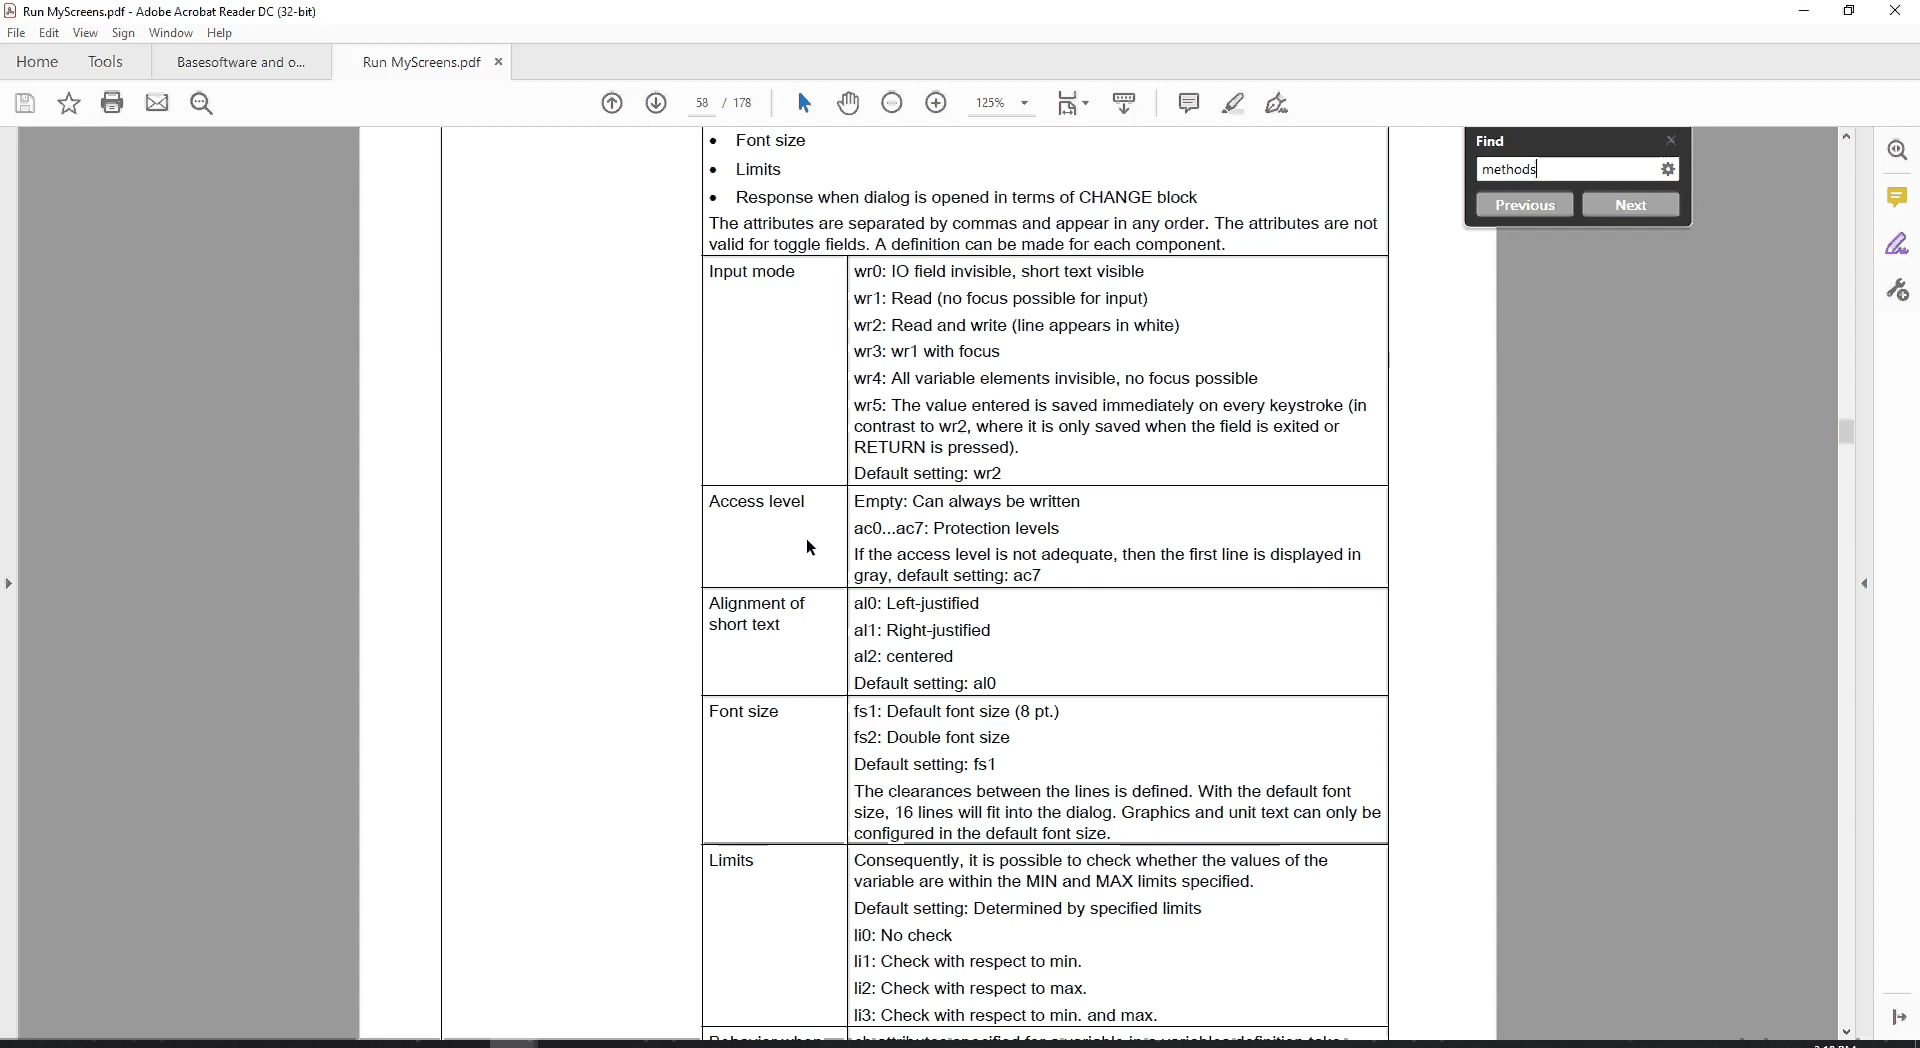 Run MyScreens.pdf - Adobe Acrobat Reader DC (32-bit)
File Edit View Sign Window Help
Home Tools Basesoftware and o... Run MyScreens.pdf
58 / 178 125%
Find
methods
Previous Next
• Font size
• Limits
• Response when dialog is opened in terms of CHANGE block
The attributes are separated by commas and appear in any order. The attributes are not
valid for toggle fields. A definition can be made for each component.
Input mode
wr0: IO field invisible, short text visible
wr1: Read (no focus possible for input)
wr2: Read and write (line appears in white)
wr3: wr1 with focus
wr4: All variable elements invisible, no focus possible
wr5: The value entered is saved immediately on every keystroke (in
contrast to wr2, where it is only saved when the field is exited or
RETURN is pressed).
Default setting: wr2
Access level
Empty: Can always be written
ac0...ac7: Protection levels
If the access level is not adequate, then the first line is displayed in
gray, default setting: ac7
Alignment of
short text
al0: Left-justified
al1: Right-justified
al2: centered
Default setting: al0
Font size
fs1: Default font size (8 pt.)
fs2: Double font size
Default setting: fs1
The clearances between the lines is defined. With the default font
size, 16 lines will fit into the dialog. Graphics and unit text can only be
configured in the default font size.
Limits
Consequently, it is possible to check whether the values of the
variable are within the MIN and MAX limits specified.
Default setting: Determined by specified limits
li0: No check
li1: Check with respect to min.
li2: Check with respect to max.
li3: Check with respect to min. and max.